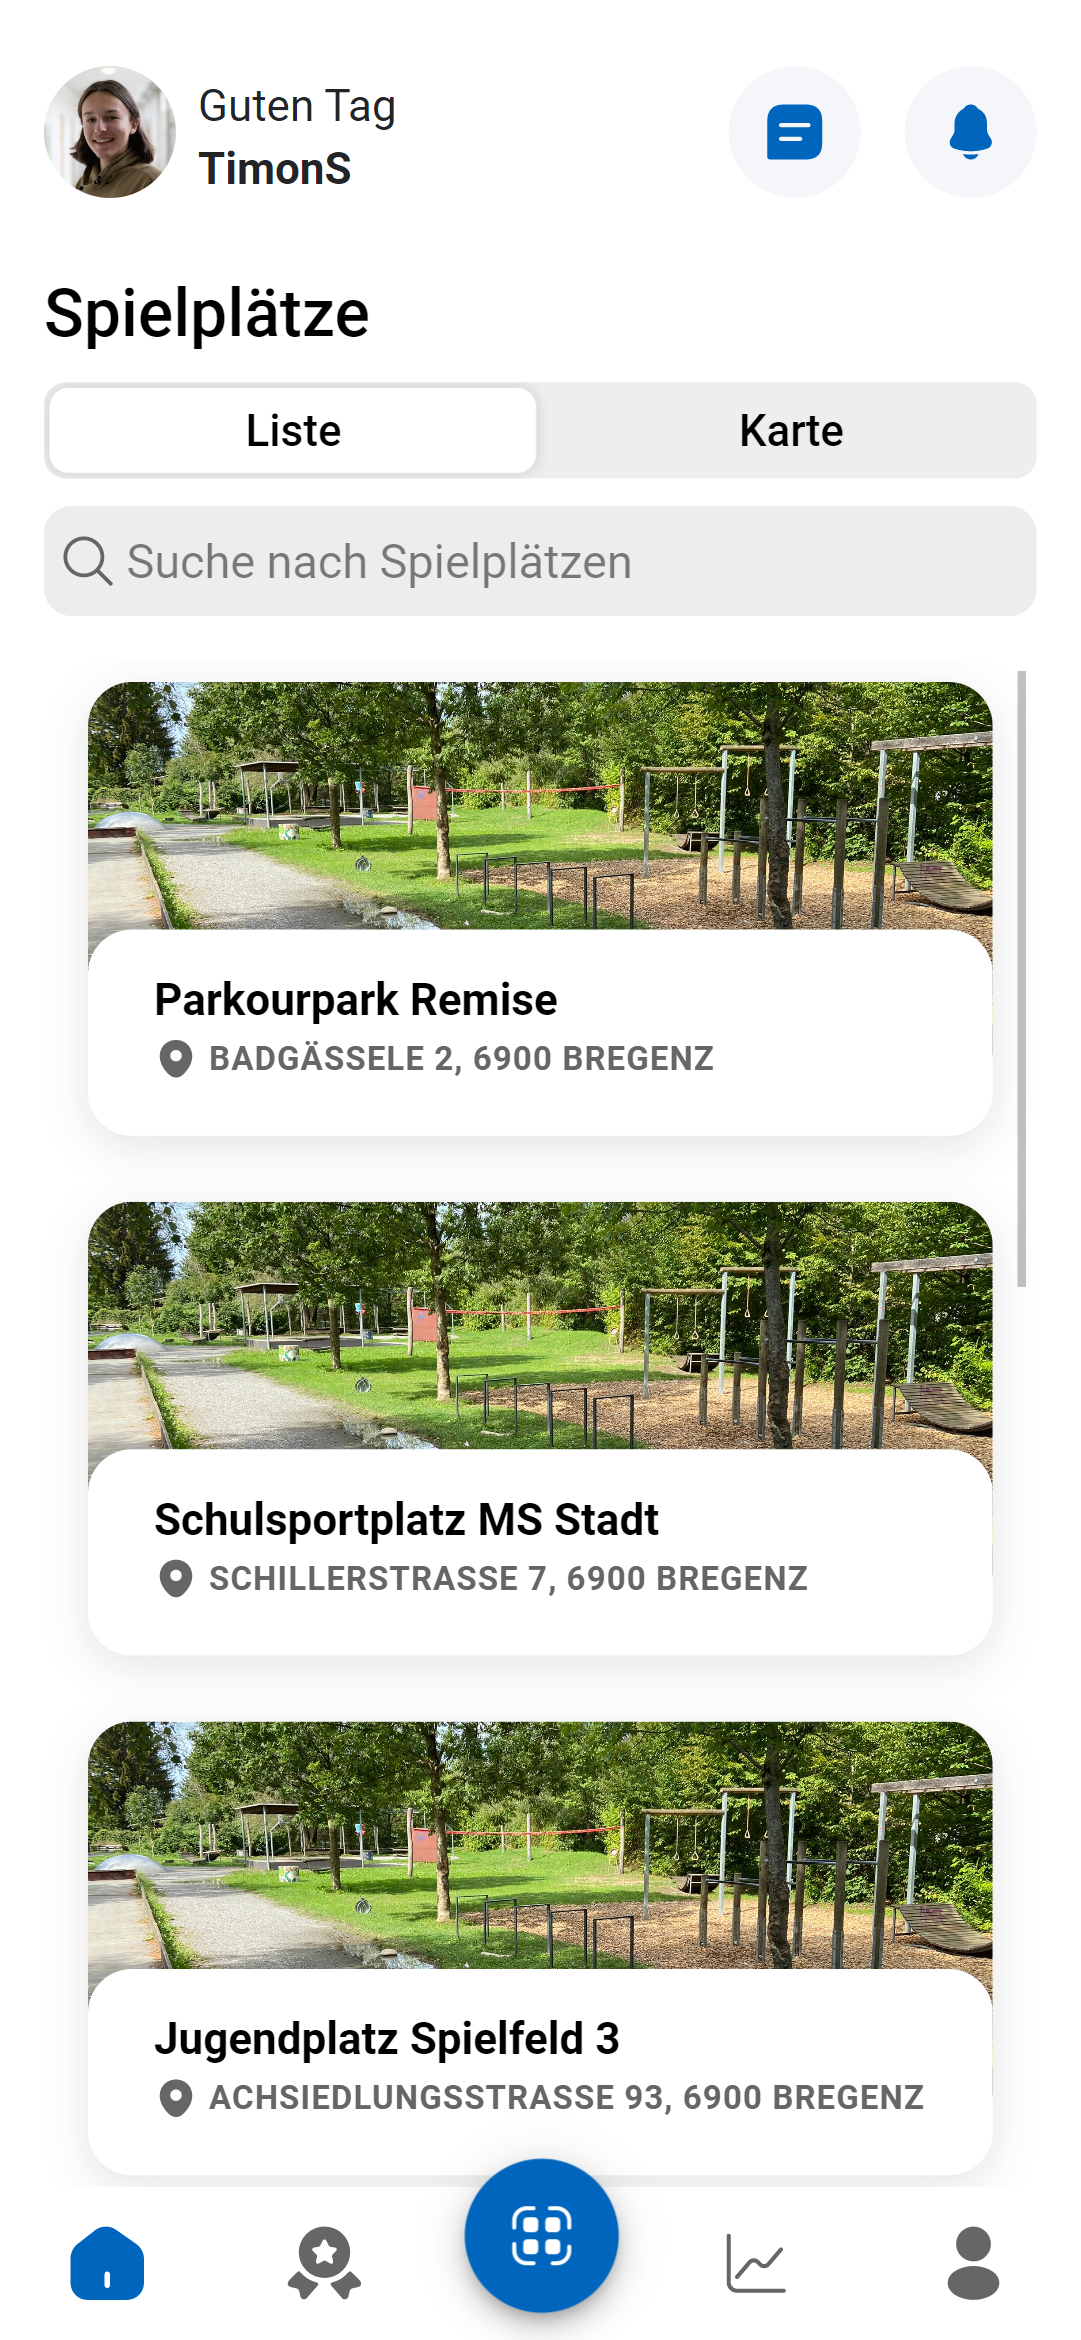 Guten Tag
TimonS
Spielplätze
Liste
Karte
Suche nach Spielplätzen
Parkourpark Remise
BADGÄSSELE 2, 6900 BREGENZ
Schulsportplatz MS Stadt
SCHILLERSTRASSE 7, 6900 BREGENZ
Jugendplatz Spielfeld 3
ACHSIEDLUNGSSTRASSE 93, 6900 BREGENZ